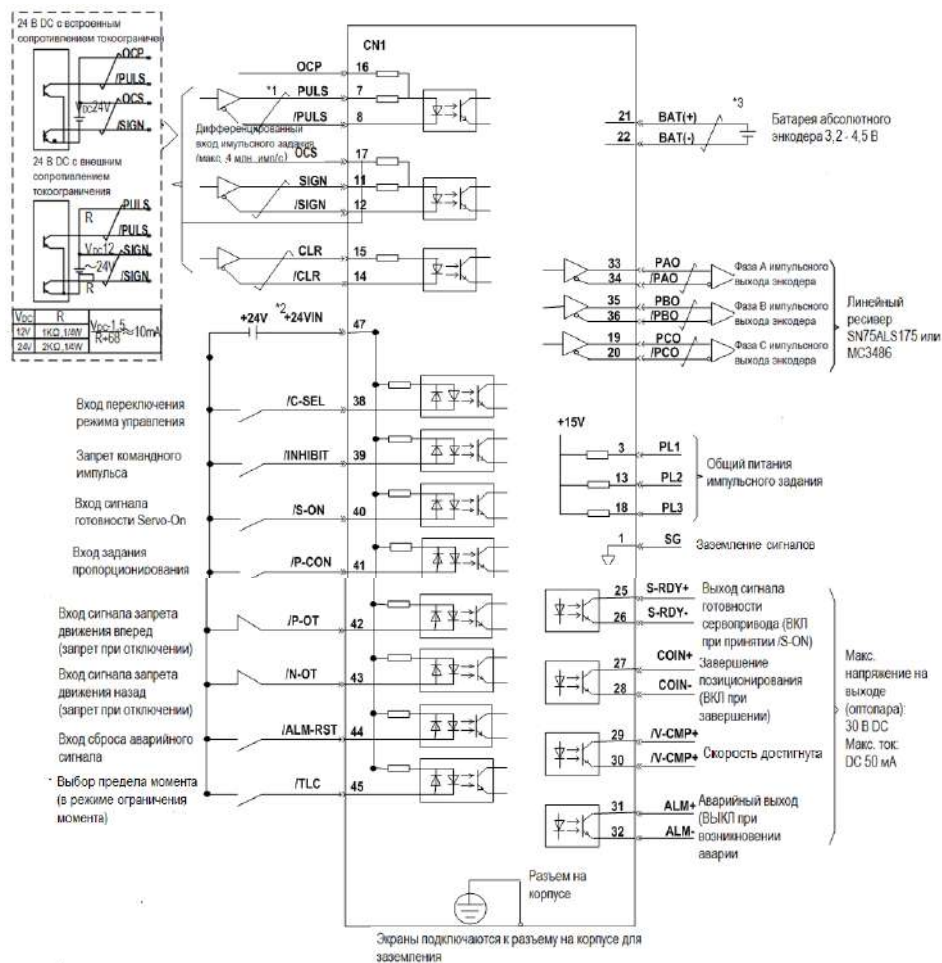 24 В DC с встроенным
сопротивлением токоограничен
OCP
/PULS
OCS
VDC24V
/SIGN
24 В DC с внешним
сопротивлением
токоограничения
R
PULS
/PULS
VDC12
SIGN
~24V
/SIGN
R
VDC R
12V 1KΩ,1/4W
24V 2KΩ,1/4W
VDC-1,5
R+68
≈10mA
CN1
OCP 16
*1 PULS 7
/PULS 8
Дифференцированный
вход имульсного задания
(макс. 4 млн. имп/с)
OCS 17
SIGN 11
/SIGN 12
CLR 15
/CLR 14
+24V *2 +24VIN 47
Вход переключения
режима управления
/C-SEL 38
Запрет командного
импульса
/INHIBIT 39
Вход сигнала
готовности Servo-On
/S-ON 40
Вход задания
пропорционирования
/P-CON 41
Вход сигнала запрета
движения вперед
(запрет при отключении)
/P-OT 42
Вход сигнала запрета
движения назад
(запрет при отключении)
/N-OT 43
Вход сброса аварийного
сигнала
/ALM-RST 44
Выбор предела момента
(в режиме ограничения
момента)
/TLC 45
21 BAT(+)
22 BAT(-)
*3
Батарея абсолютного
энкодера 3,2 - 4,5 В
33 PAO
34 /PAO
Фаза А импульсного
выхода энкодера
35 PBO
36 /PBO
Фаза В импульсного
выхода энкодера
19 PCO
20 /PCO
Фаза С импульсного
выхода энкодера
Линейный
ресивер
SN75ALS175 или
MC3486
+15V
3 PL1
13 PL2
18 PL3
Общий питания
импульсного задания
1 SG
Заземление сигналов
25 S-RDY+
26 S-RDY-
Выход сигнала
готовности
сервопривода (ВКЛ
при принятии /S-ON)
27 COIN+
28 COIN-
Завершение
позиционирования
(ВКЛ при
завершении)
29 /V-CMP+
30 /V-CMP+
Скорость достигнута
31 ALM+
32 ALM-
Аварийный выход
(ВЫКЛ при
возникновении
аварии
Макс.
напряжение на
выходе
(оптопара):
30 В DC
Макс. ток:
DC 50 мА
Разъем на
корпусе
Экраны подключаются к разъему на корпусе для
заземления